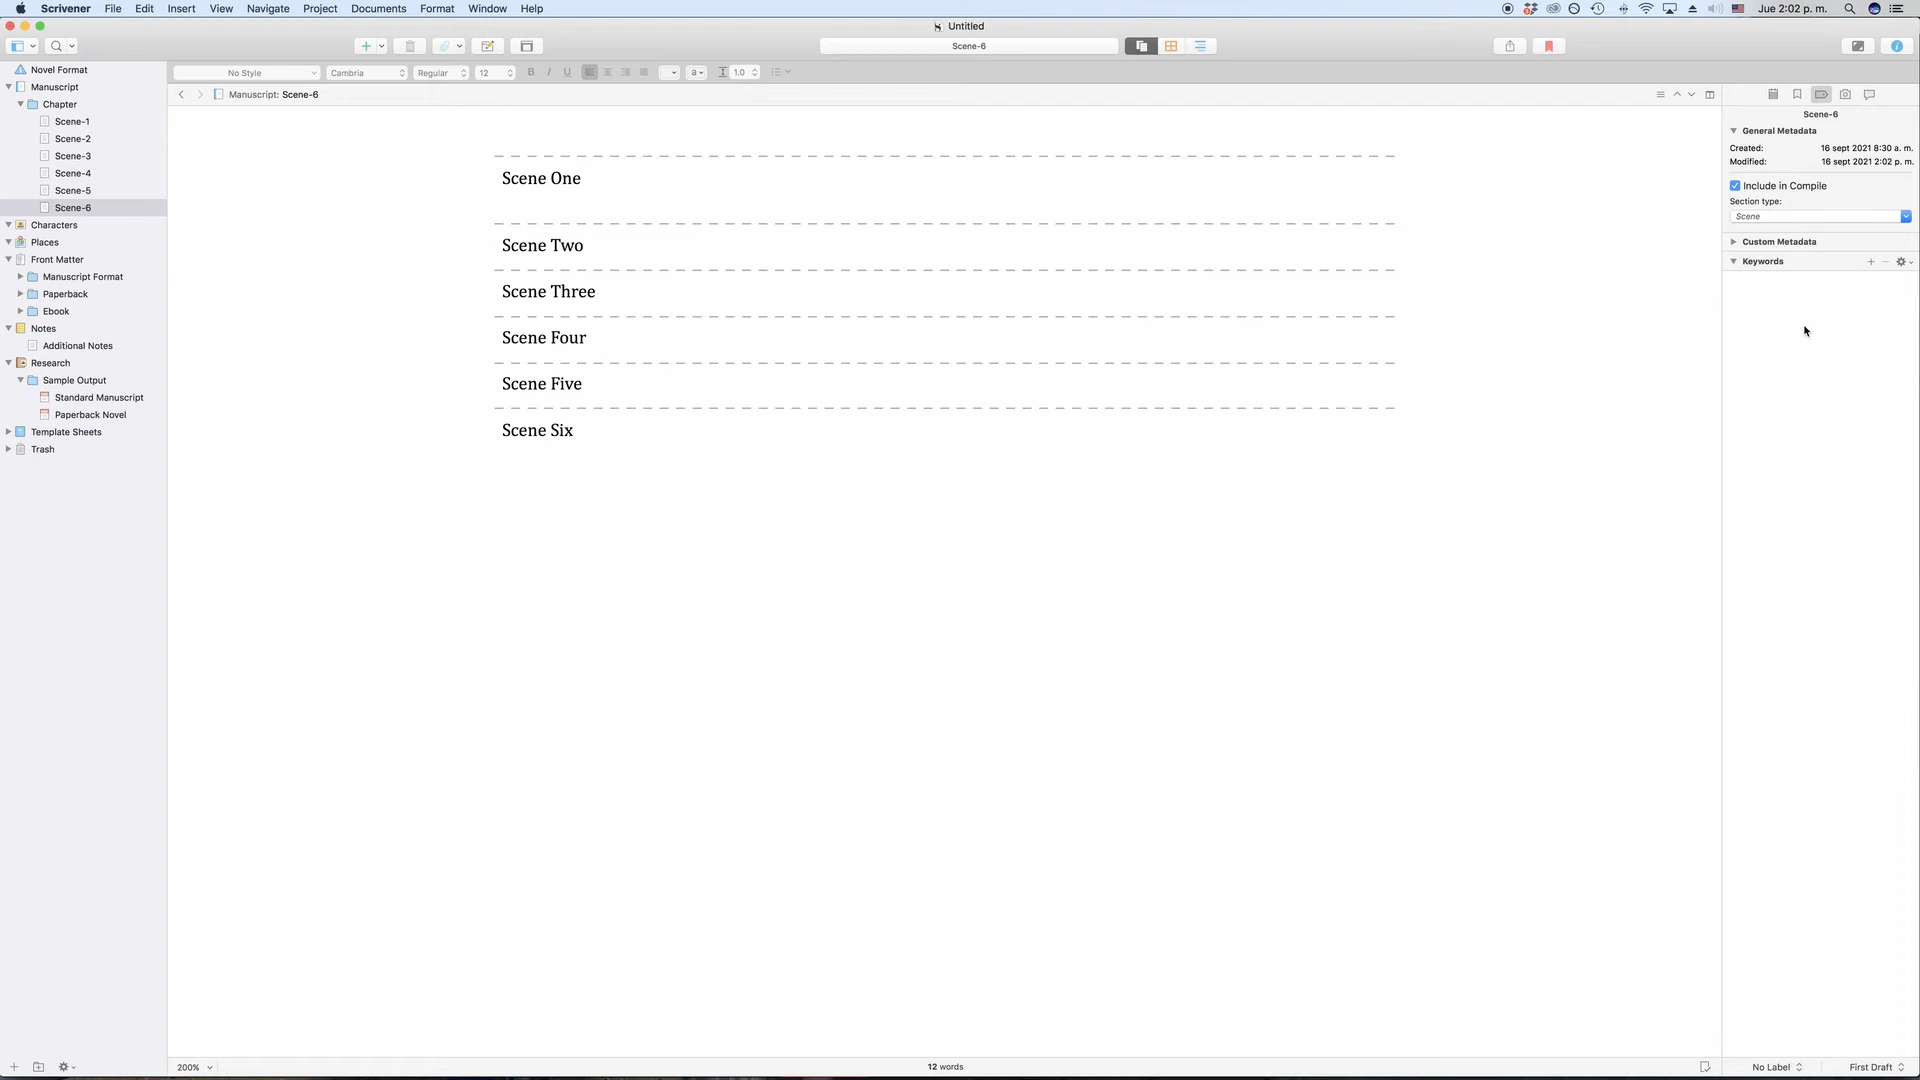 Scrivener File Edit Insert View Navigate Project Documents Format Window Help Jue 2:02 p. m.
Untitled
Scene-6
No Style Cambria Regular 12 B I U a 1.0
Novel Format
Manuscript
Chapter
Scene-1
Scene-2
Scene-3
Scene-4
Scene-5
Scene-6
Characters
Places
Front Matter
Manuscript Format
Paperback
Ebook
Notes
Additional Notes
Research
Sample Output
Standard Manuscript
Paperback Novel
Template Sheets
Trash
Manuscript: Scene-6
Scene One
Scene Two
Scene Three
Scene Four
Scene Five
Scene Six
Scene-6
General Metadata
Created: 16 sept 2021 8:30 a. m.
Modified: 16 sept 2021 2:02 p. m.
Include in Compile
Section type:
Scene
Custom Metadata
Keywords
200% 12 words No Label First Draft